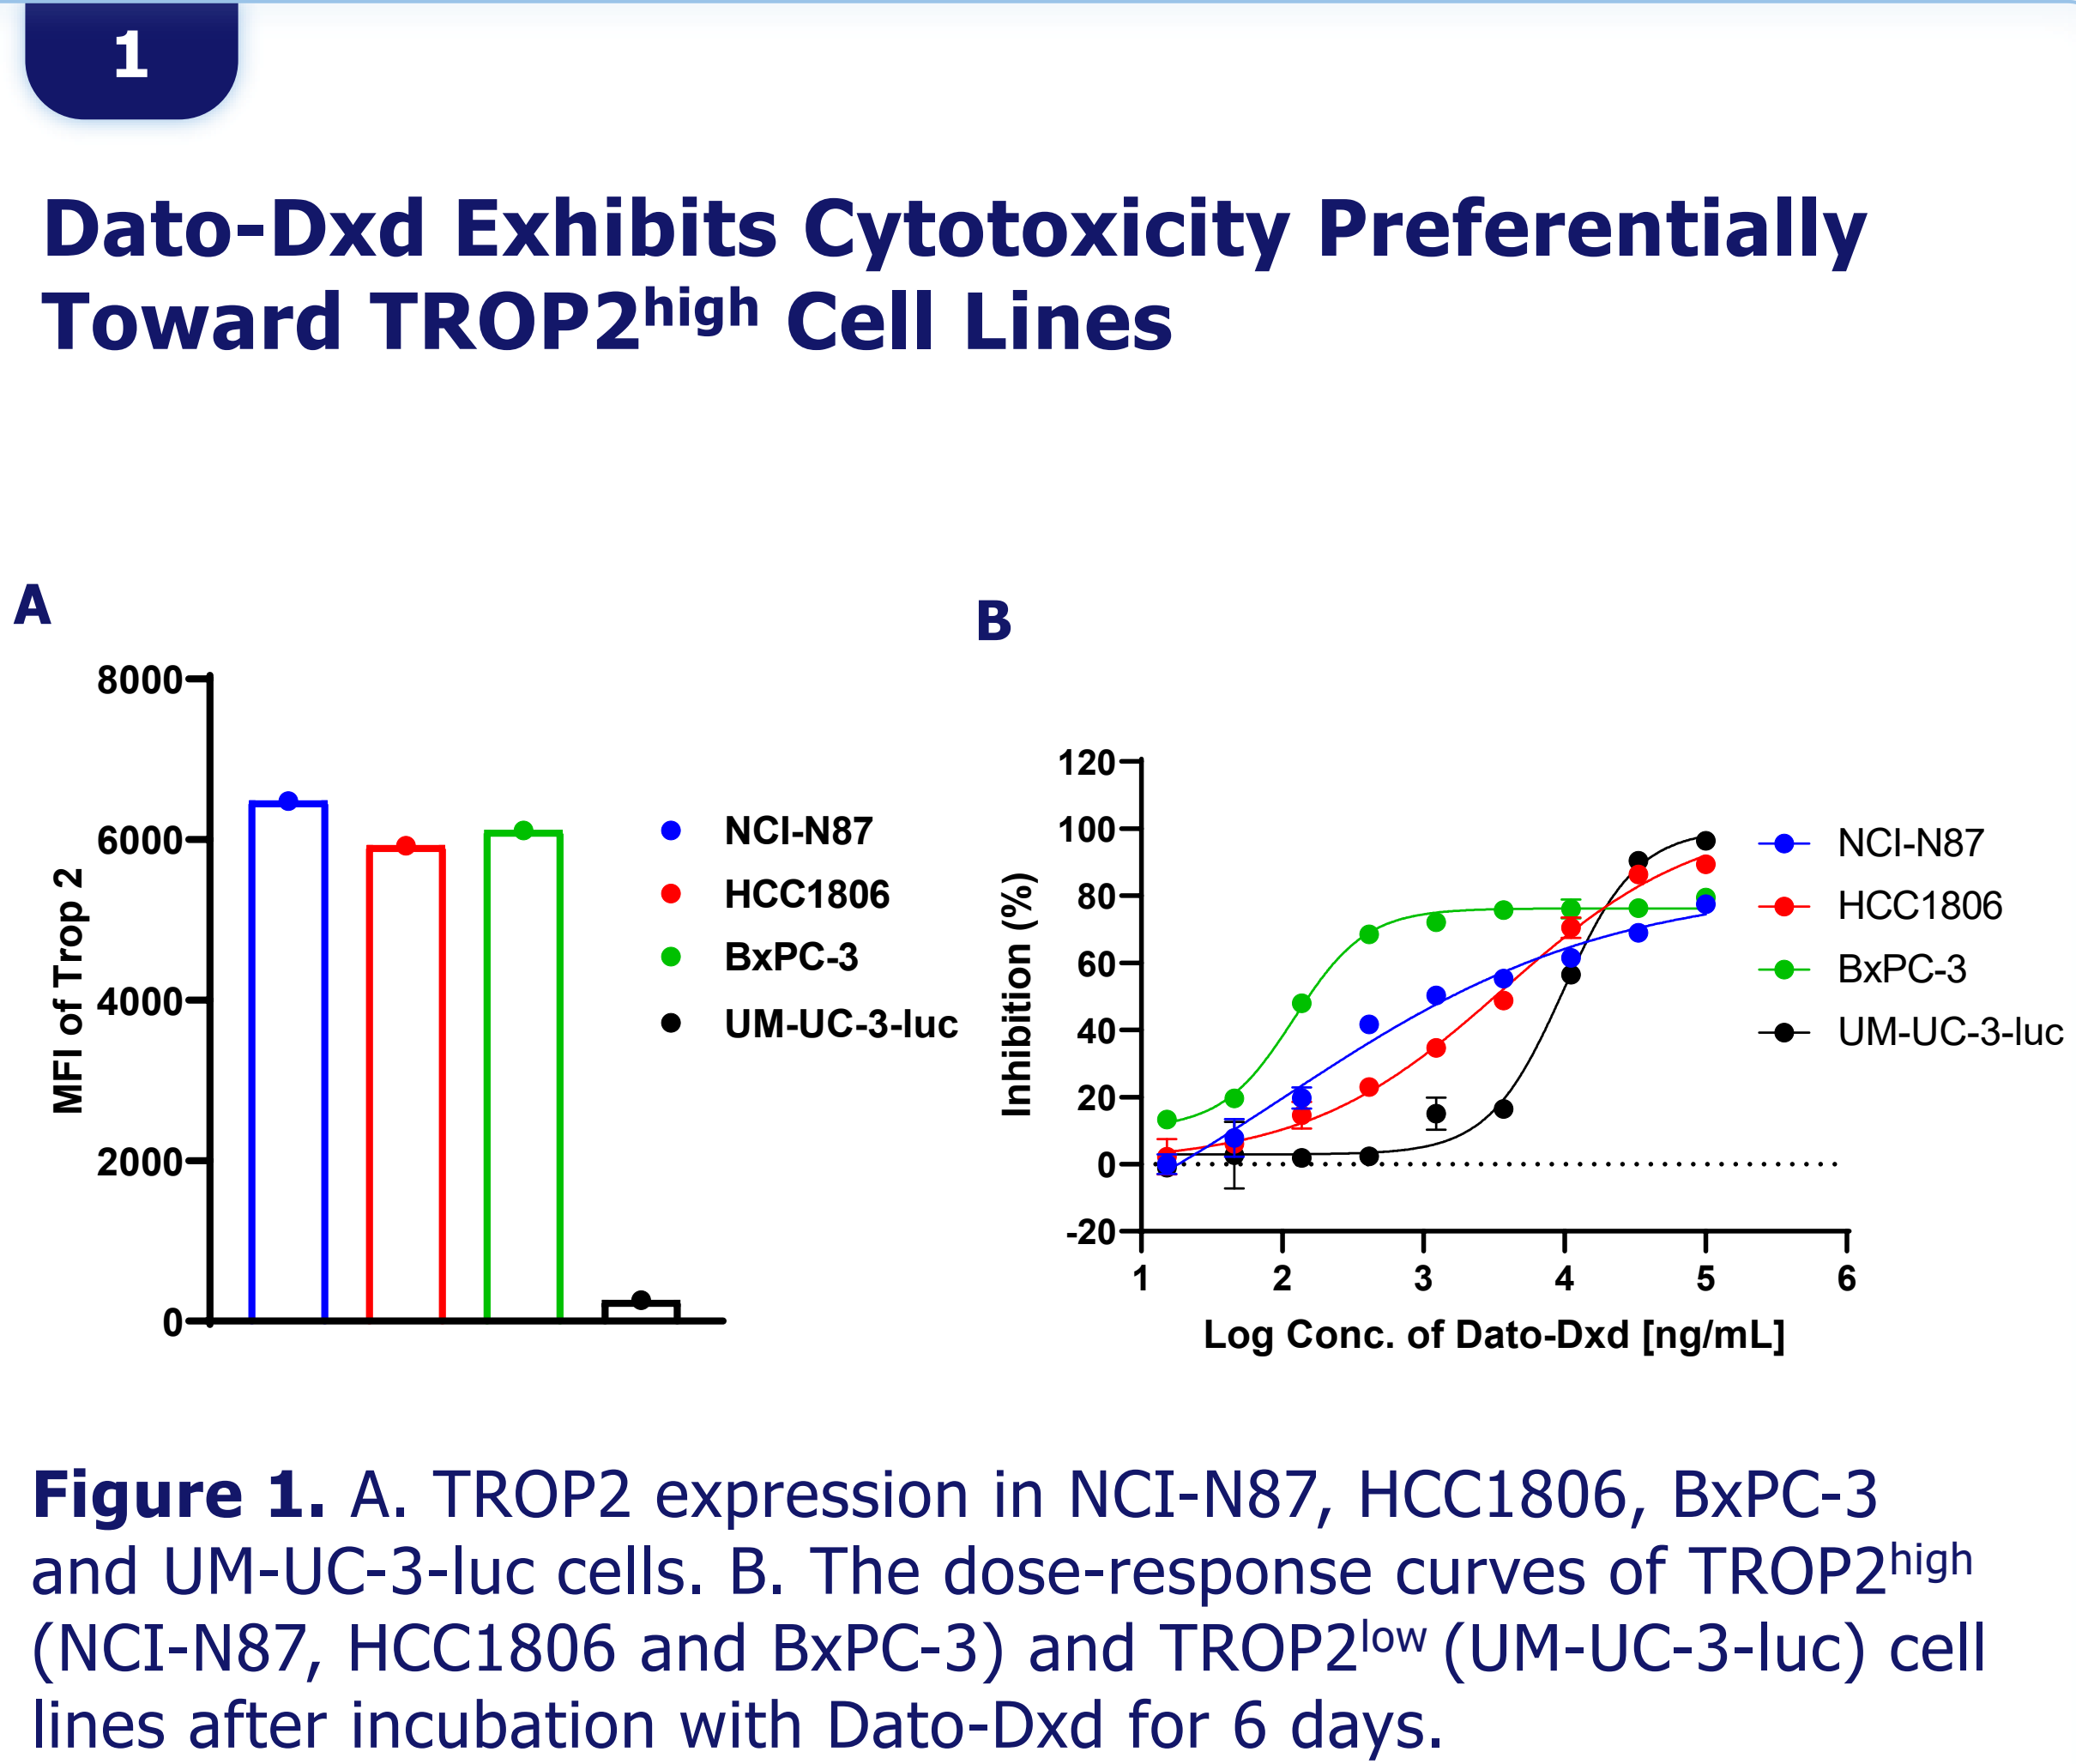 1
Dato-Dxd Exhibits Cytotoxicity Preferentially
Toward TROP2high Cell Lines
A
8000
6000
4000
2000
0
MFI of Trop 2
NCI-N87
HCC1806
BxPC-3
UM-UC-3-luc
B
120
100
80
60
40
20
0
-20
Inhibition (%)
1 2 3 4 5 6
Log Conc. of Dato-Dxd [ng/mL]
NCI-N87
HCC1806
BxPC-3
UM-UC-3-luc
Figure 1. A. TROP2 expression in NCI-N87, HCC1806, BxPC-3
and UM-UC-3-luc cells. B. The dose-response curves of TROP2high
(NCI-N87, HCC1806 and BxPC-3) and TROP2low (UM-UC-3-luc) cell
lines after incubation with Dato-Dxd for 6 days.